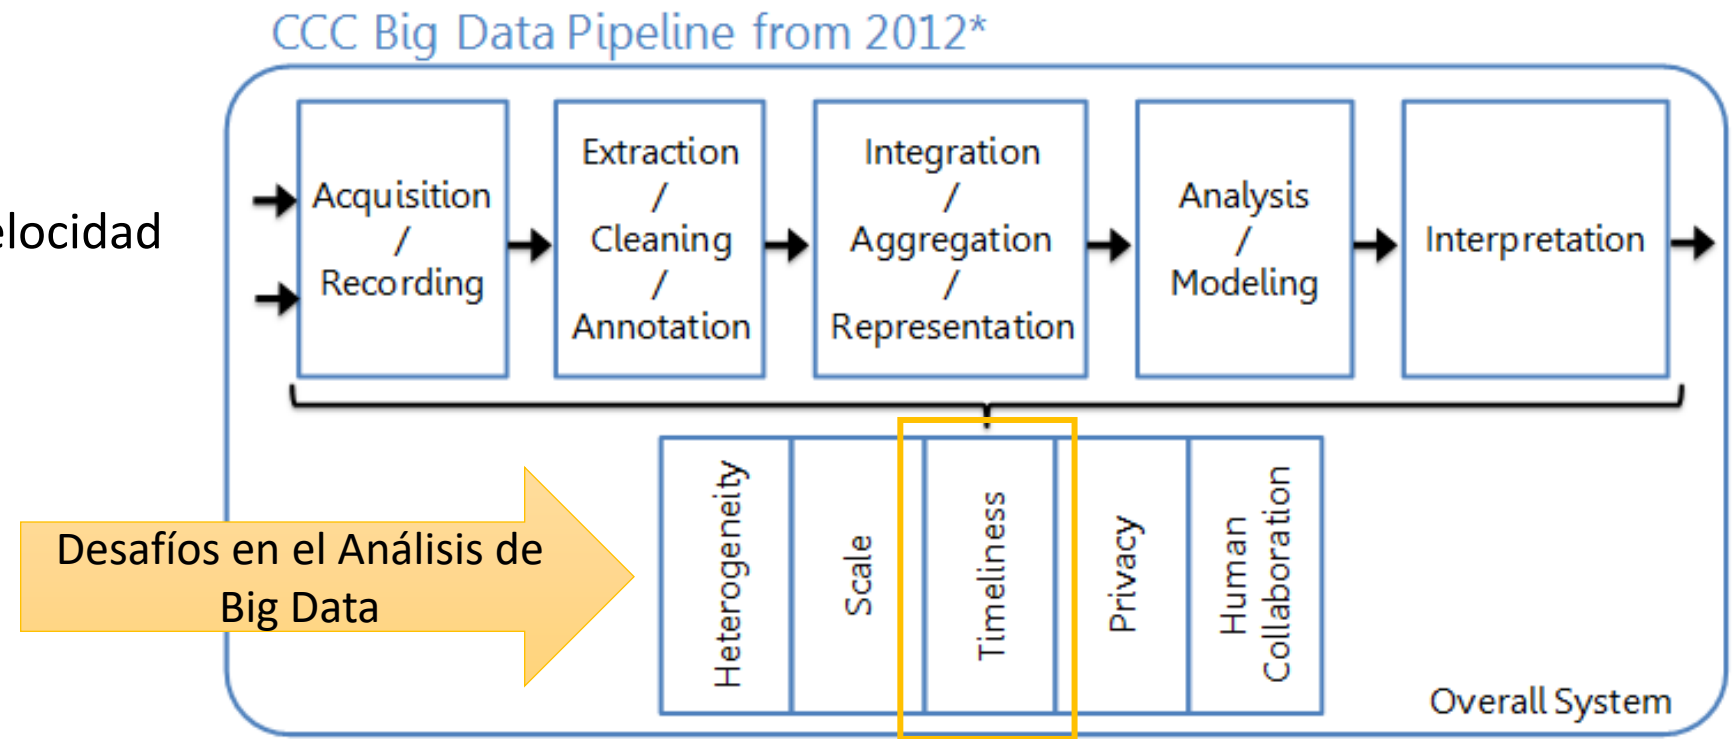 CCC Big Data Pipeline from 2012*
elocidad
Acquisition
/
Recording
Extraction
/
Cleaning
/
Annotation
Integration
/
Aggregation
/
Representation
Analysis
/
Modeling
Interpretation
Desafíos en el Análisis de
Big Data
Heterogeneity
Scale
Timeliness
Privacy
Human
Collaboration
Overall System